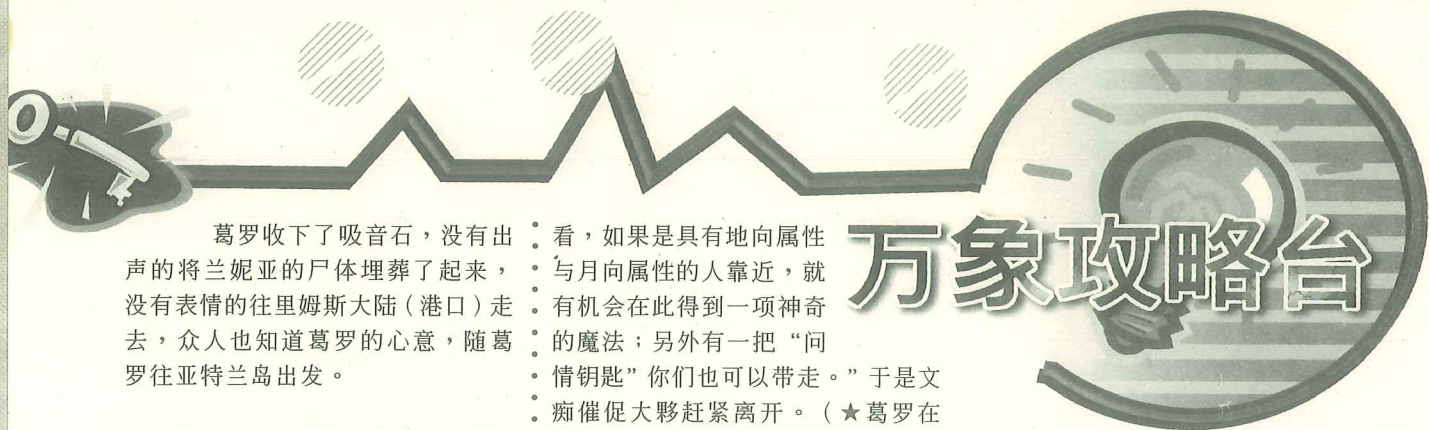 万象攻略台
葛罗收下了吸音石，没有出
声的将兰妮亚的尸体埋葬了起来，
没有表情的往里姆斯大陆（港口）走
去，众人也知道葛罗的心意，随葛
罗往亚特兰岛出发。
看，如果是具有地向属性
与月向属性的人靠近，就
有机会在此得到一项神奇
的魔法；另外有一把“问
情钥匙”你们也可以带走。”于是文
痴催促大夥赶紧离开。（★葛罗在